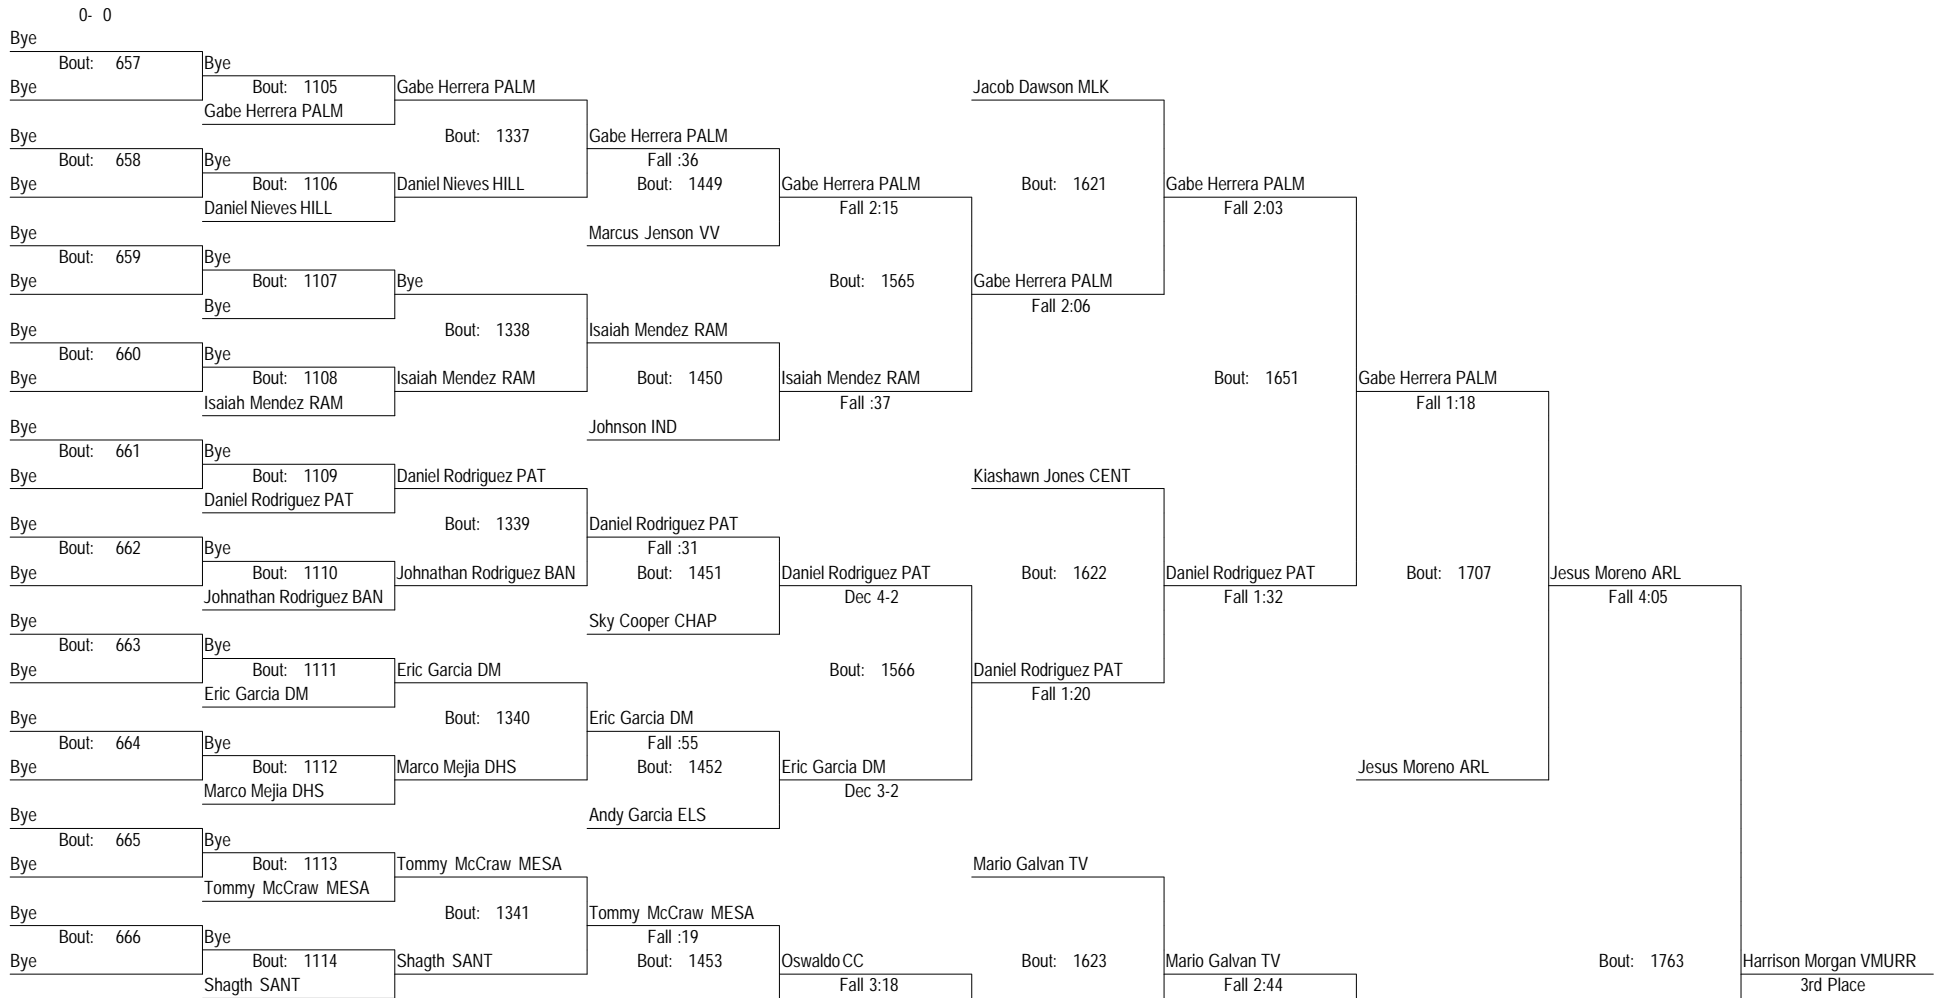 0- 0
Bye
Bout: 657 Bye
Bye Bout: 1105 Gabe Herrera PALM Jacob Dawson MLK
Gabe Herrera PALM
Bye Bout: 1337 Gabe Herrera PALM
Bout: 658 Bye Fall :36
Bye Bout: 1106 Daniel Nieves HILL Bout: 1449 Gabe Herrera PALM Bout: 1621 Gabe Herrera PALM
Daniel Nieves HILL Fall 2:15 Fall 2:03
Bye Marcus Jenson VV
Bout: 659 Bye
Bye Bout: 1107 Bye Bout: 1565 Gabe Herrera PALM
Bye Fall 2:06
Bye Bout: 1338 Isaiah Mendez RAM
Bout: 660 Bye
Bye Bout: 1108 Isaiah Mendez RAM Bout: 1450 Isaiah Mendez RAM Bout: 1651 Gabe Herrera PALM
Isaiah Mendez RAM Fall :37 Fall 1:18
Bye Johnson IND
Bout: 661 Bye
Bye Bout: 1109 Daniel Rodriguez PAT Kiashawn Jones CENT
Daniel Rodriguez PAT
Bye Bout: 1339 Daniel Rodriguez PAT
Bout: 662 Bye Fall :31
Bye Bout: 1110 Johnathan Rodriguez BAN Bout: 1451 Daniel Rodriguez PAT Bout: 1622 Daniel Rodriguez PAT Bout: 1707 Jesus Moreno ARL
Johnathan Rodriguez BAN Dec 4-2 Fall 1:32 Fall 4:05
Bye Sky Cooper CHAP
Bout: 663 Bye
Bye Bout: 1111 Eric Garcia DM Bout: 1566 Daniel Rodriguez PAT
Eric Garcia DM Fall 1:20
Bye Bout: 1340 Eric Garcia DM
Bout: 664 Bye Fall :55
Bye Bout: 1112 Marco Mejia DHS Bout: 1452 Eric Garcia DM Jesus Moreno ARL
Marco Mejia DHS Dec 3-2
Bye Andy Garcia ELS
Bout: 665 Bye
Bye Bout: 1113 Tommy McCraw MESA Mario Galvan TV
Tommy McCraw MESA
Bye Bout: 1341 Tommy McCraw MESA
Bout: 666 Bye Fall :19
Bye Bout: 1114 Shagth SANT Bout: 1453 Oswaldo CC Bout: 1623 Mario Galvan TV Bout: 1763 Harrison Morgan VMURR
Shagth SANT Fall 3:18 Fall 2:44 3rd Place